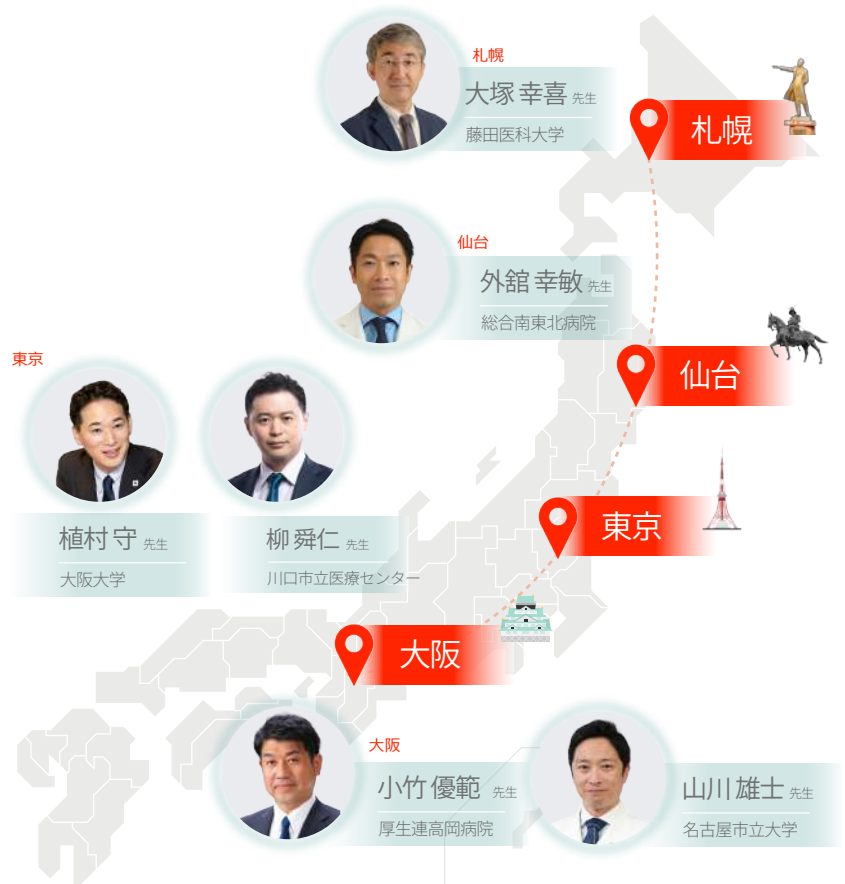 札幌
大塚 幸喜 先生
藤田医科大学
札幌
仙台
外舘 幸敏 先生
総合南東北病院
仙台
東京
植村 守 先生
大阪大学
柳 舜仁 先生
川口市立医療センター
東京
大阪
大阪
小竹 優範 先生
厚生連高岡病院
山川 雄士 先生
名古屋市立大学